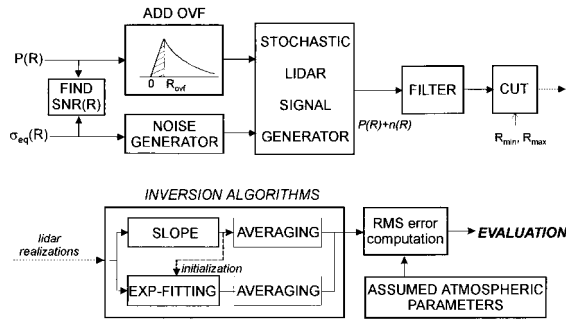 ADD OVF
P(R)
0 R_ovf
FIND
SNR(R)
σ_eq(R)
NOISE
GENERATOR
STOCHASTIC
LIDAR
SIGNAL
GENERATOR
P(R)+n(R)
FILTER
CUT
R_min, R_max
INVERSION ALGORITHMS
lidar
realizations
SLOPE
AVERAGING
initialization
EXP-FITTING
AVERAGING
RMS error
computation
EVALUATION
ASSUMED ATMOSPHERIC
PARAMETERS